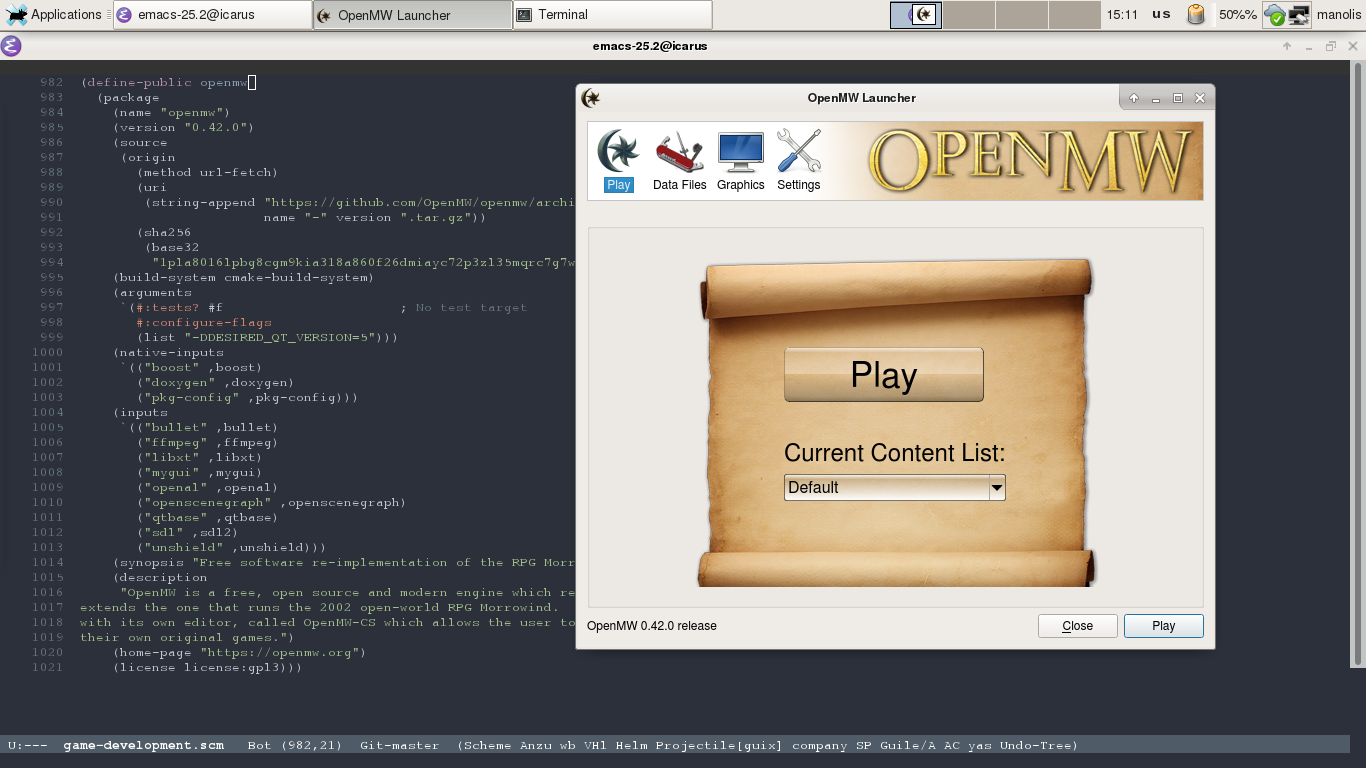 Applications
emacs-25.2@icarus
OpenMW Launcher
Terminal
15:11
us
50%%
manolis
emacs-25.2@icarus
982 (define-public openmw
983 (package
984 (name "openmw")
985 (version "0.42.0")
986 (source
987 (origin
988 (method url-fetch)
989 (uri
990 (string-append "https://github.com/OpenMW/openmw/archi
991 name "-" version ".tar.gz"))
992 (sha256
993 (base32
994
995 (build-system cmake-build-system)
996 (arguments
997 `(#:tests? #f ; No test target
998 #:configure-flags
999 (list "-DDESIRED_QT_VERSION=5")))
1000 (native-inputs
1001 `(("boost" ,boost)
1002 ("doxygen" ,doxygen)
1003 ("pkg-config" ,pkg-config)))
1004 (inputs
1005 `(("bullet" ,bullet)
1006 ("ffmpeg" ,ffmpeg)
1007 ("libxt" ,libxt)
1008 ("mygui" ,mygui)
1009 ("openal" ,openal)
1010 ("openscenegraph" ,openscenegraph)
1011 ("qtbase" ,qtbase)
1012 ("sdl" ,sdl2)
1013 ("unshield" ,unshield)))
1014 (synopsis "Free software re-implementation of the RPG Morr
1015 (description
1016 "OpenMW is a free, open source and modern engine which re
1017 extends the one that runs the 2002 open-world RPG Morrowind.
1018 with its own editor, called OpenMW-CS which allows the user to
1019 their own original games.")
1020 (home-page "https://openmw.org")
1021 (license license:gpl3)))
U:--- game-development.scm Bot (982,21) Git-master (Scheme Anzu wb VHl Helm Projectile[guix] company SP Guile/A AC yas Undo-Tree)
OpenMW Launcher
Play
Data Files
Graphics
Settings
OPENMW
Play
Current Content List:
Default
OpenMW 0.42.0 release
Close
Play